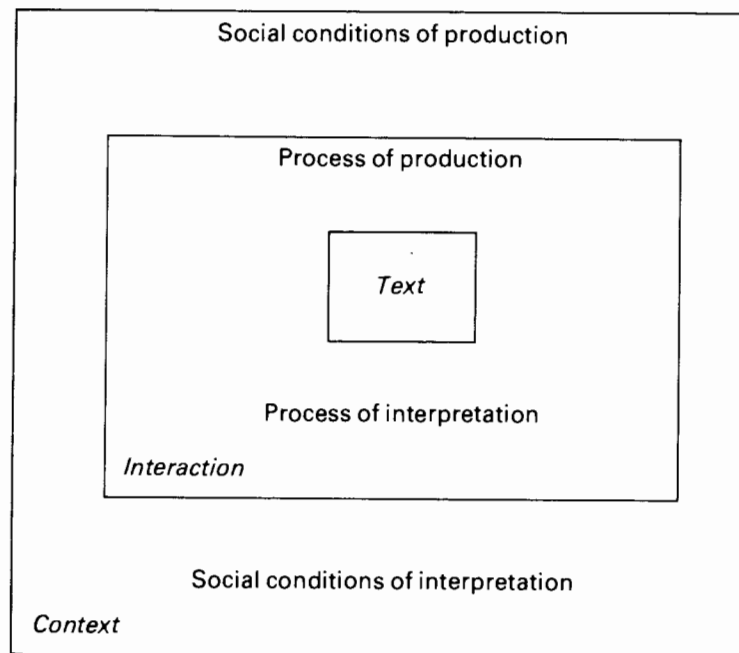 Social conditions of production
Process of production
Text
Process of interpretation
Interaction
Social conditions of interpretation
Context